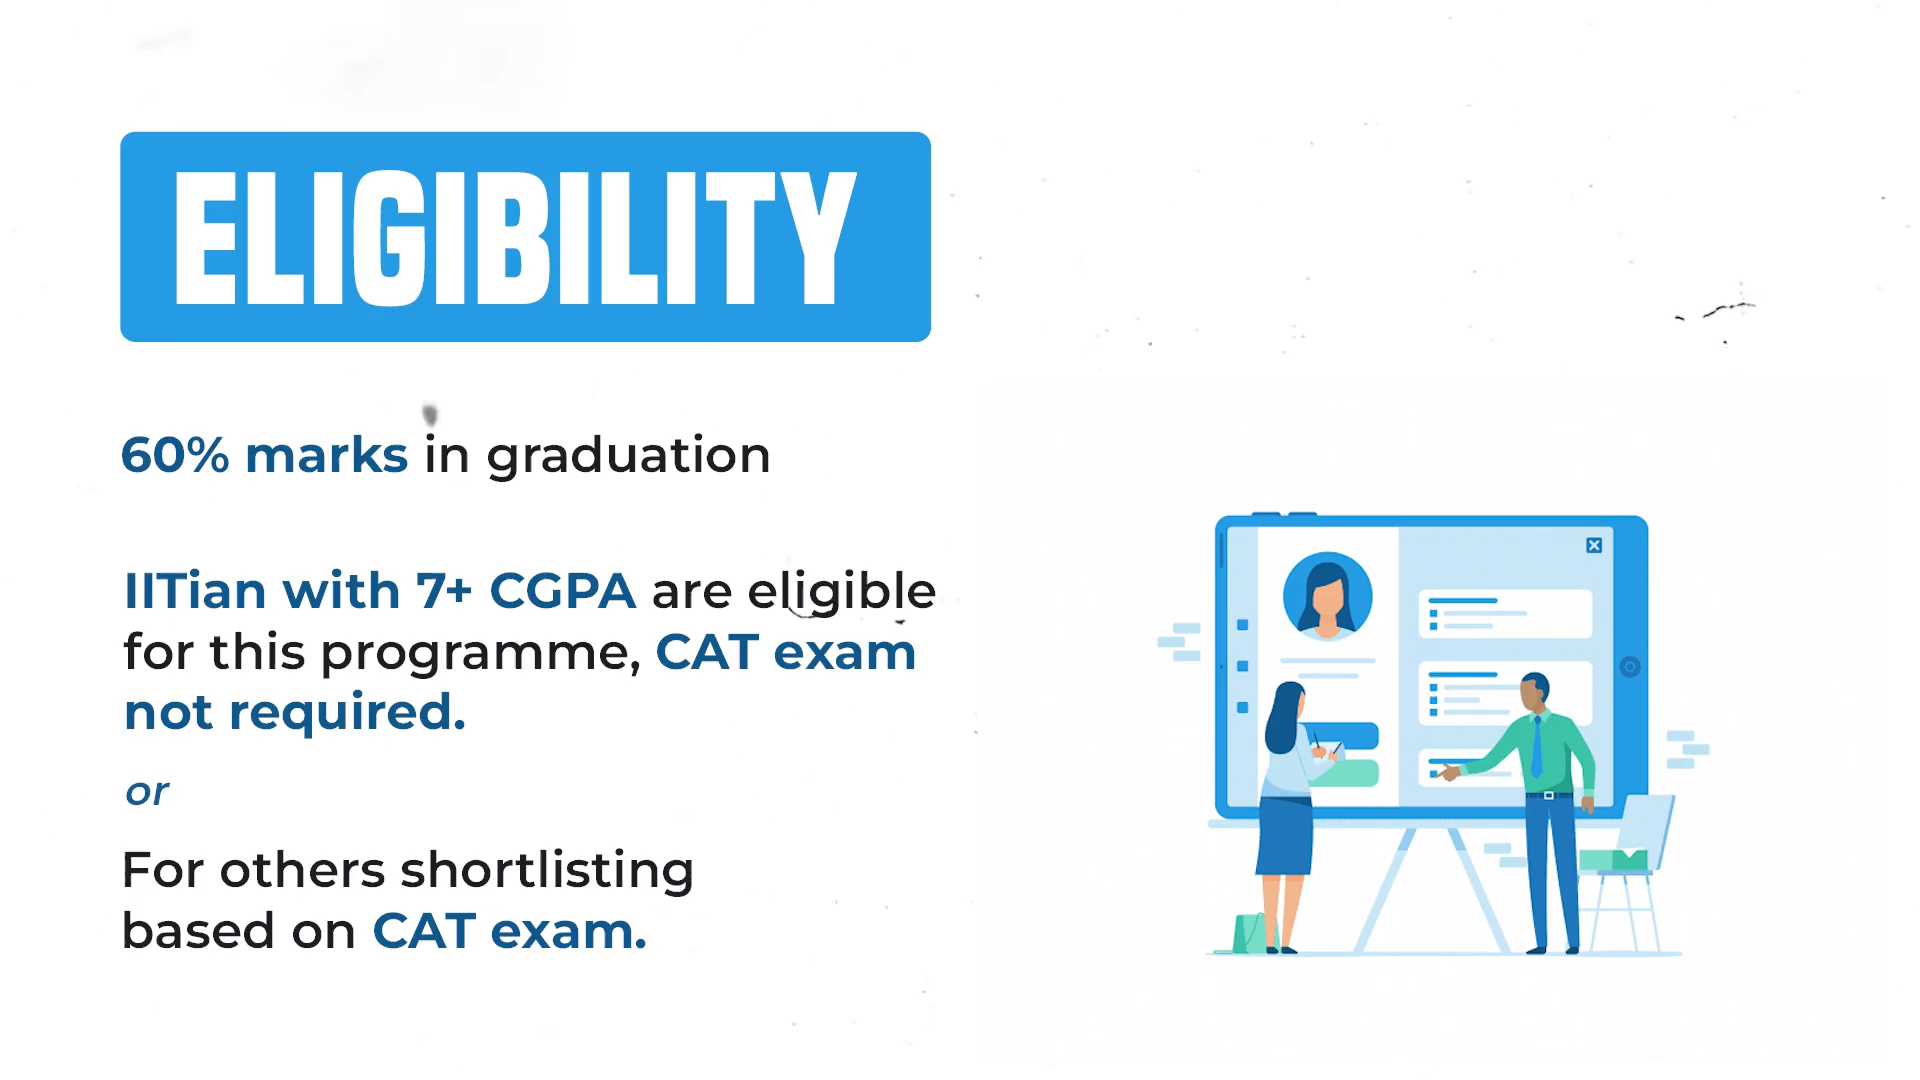 ELIGIBILITY
60% marks in graduation
IITian with 7+ CGPA are eligible
for this programme, CAT exam
not required.
or
For others shortlisting
based on CAT exam.